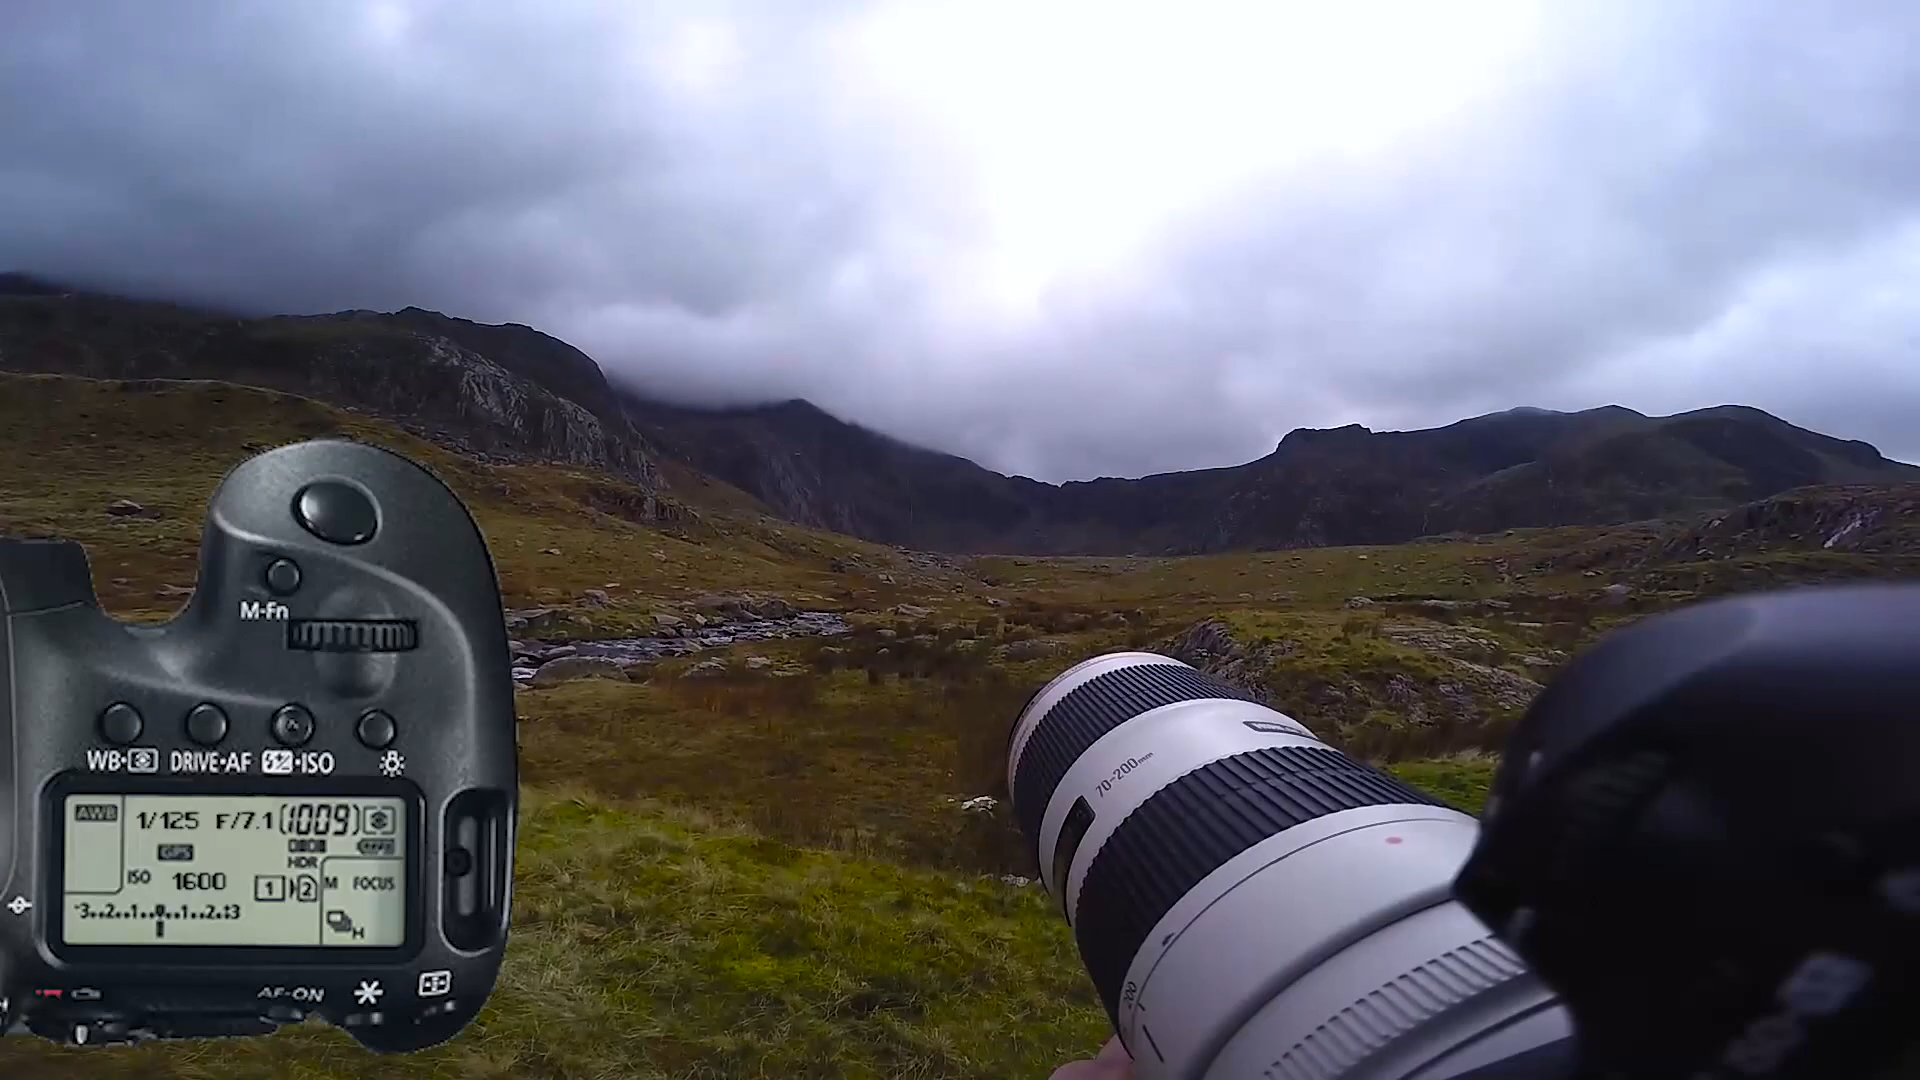 M-Fn
WB· DRIVE·AF ·ISO
AWB 1/125 F/7.1 (1009)
GPS
HDR
ISO 1600 1 2 M FOCUS
-3..2..1..0..1..2.:3
H
AF-ON
70-200mm
200